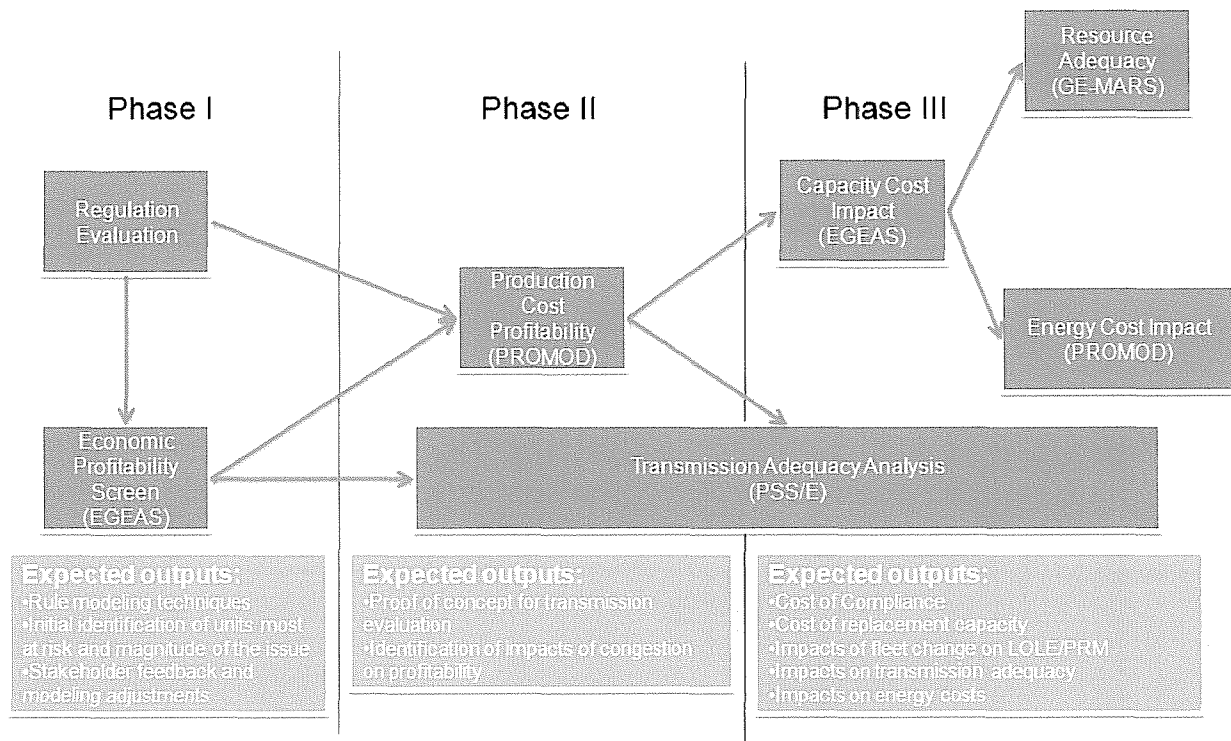 Phase I
Phase II
Phase III
Resource
Adequacy
(GE-MARS)
Regulation
Evaluation
Capacity Cost
Impact
(EGEAS)
Production
Cost
Profitability
(PROMOD)
Energy Cost Impact
(PROMOD)
Economic
Profitability
Screen
(EGEAS)
Transmission Adequacy Analysis
(PSS/E)
Expected outputs:
•Rule modeling techniques
•Initial identification of units most
at risk and magnitude of the issue
•Stakeholder feedback and
modeling adjustments
Expected outputs:
•Proof of concept for transmission
evaluation
•Identification of impacts of congestion
on profitability
Expected outputs:
•Cost of Compliance
•Cost of replacement capacity
•Impacts of fleet change on LOLE/PRM
•Impacts on transmission adequacy
•Impacts on energy costs